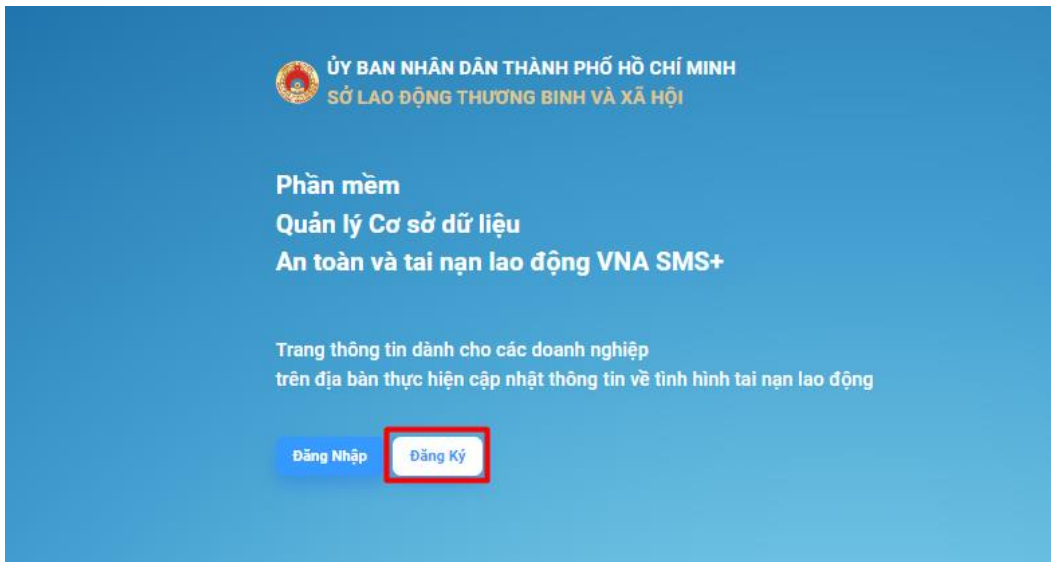 ỦY BAN NHÂN DÂN THÀNH PHỐ HỒ CHÍ MINH
SỞ LAO ĐỘNG THƯƠNG BINH VÀ XÃ HỘI
Phần mềm
Quản lý Cơ sở dữ liệu
An toàn và tai nạn lao động VNA SMS+
Trang thông tin dành cho các doanh nghiệp
trên địa bàn thực hiện cập nhật thông tin về tình hình tai nạn lao động
Đăng Nhập Đăng Ký